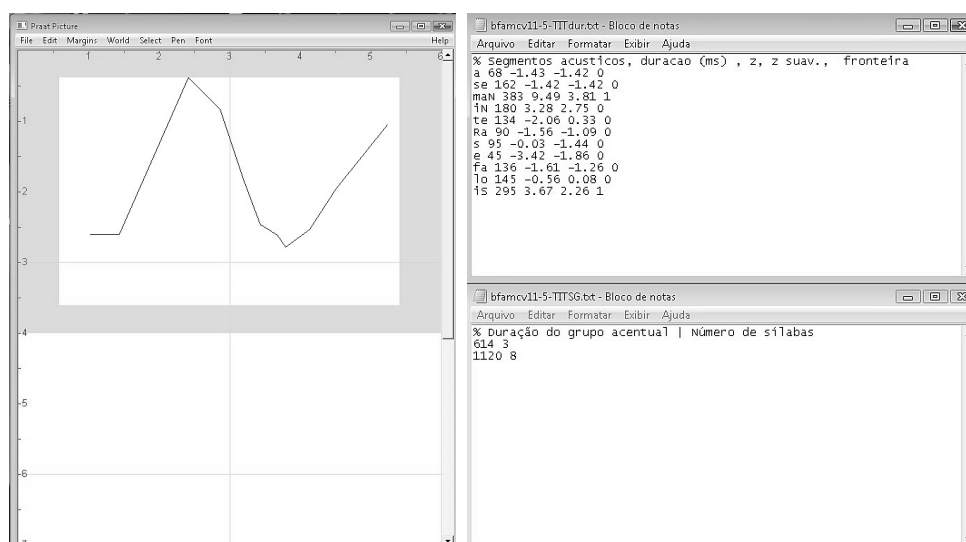 Praat Picture
File Edit Margins World Select Pen Font Help
1 2 3 4 5 6
-1
-2
-3
-4
-5
-6
bfamcv11-5-TITdur.txt - Bloco de notas
Arquivo Editar Formatar Exibir Ajuda
% Segmentos acusticos, duracao (ms) , z, z suav., fronteira
a 68 -1.43 -1.42 0
se 162 -1.42 -1.42 0
maN 383 9.49 3.81 1
iN 180 3.28 2.75 0
te 134 -2.06 0.33 0
Ra 90 -1.56 -1.09 0
s 95 -0.03 -1.44 0
e 45 -3.42 -1.86 0
fa 136 -1.61 -1.26 0
lo 145 -0.56 0.08 0
iS 295 3.67 2.26 1
bfamcv11-5-TITSG.txt - Bloco de notas
Arquivo Editar Formatar Exibir Ajuda
% Duração do grupo acentual | Número de sílabas
614 3
1120 8